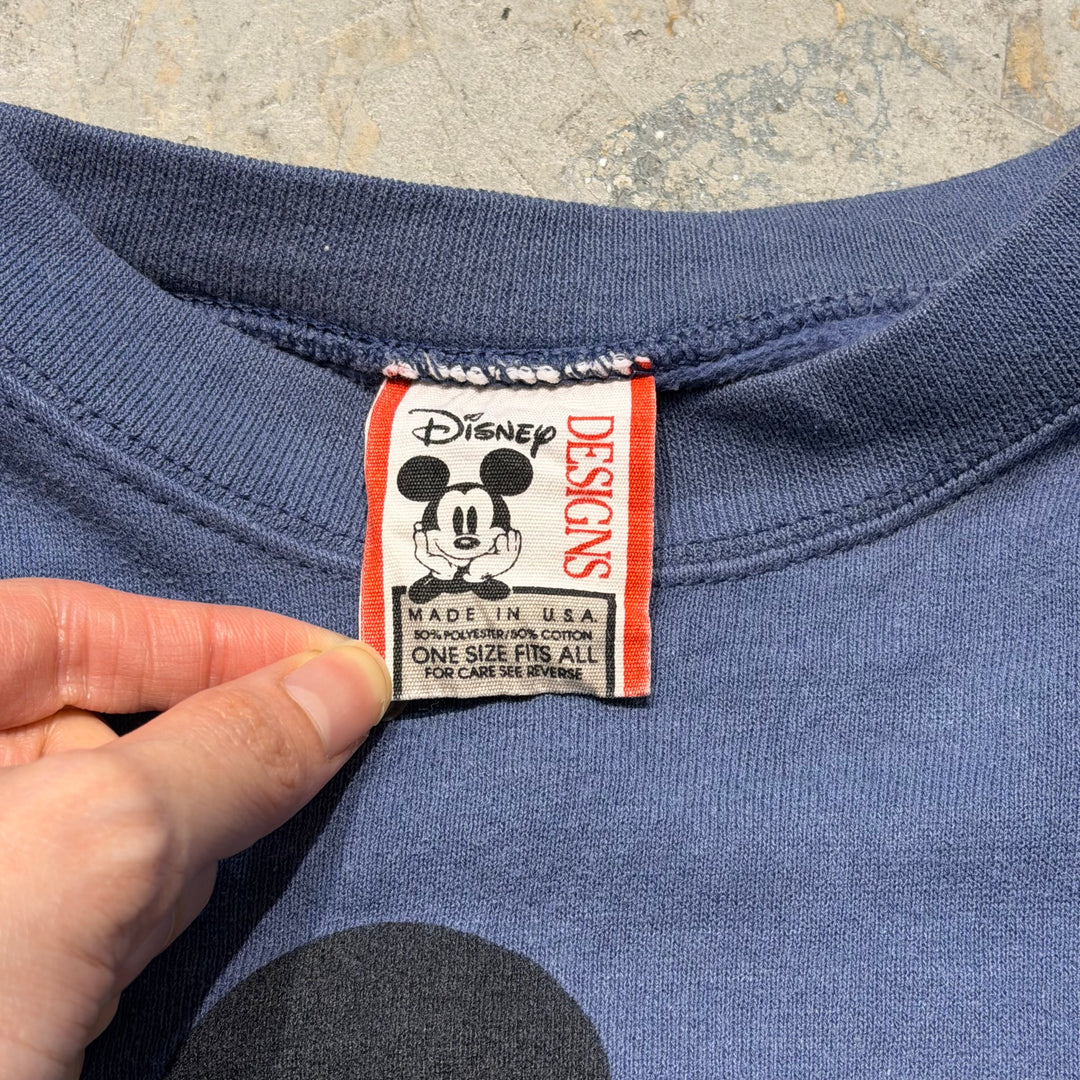 Disney
DESIGNS
MADE IN U.S.A.
50% POLYESTER/50% COTTON
ONE SIZE FITS ALL
FOR CARE SEE REVERSE